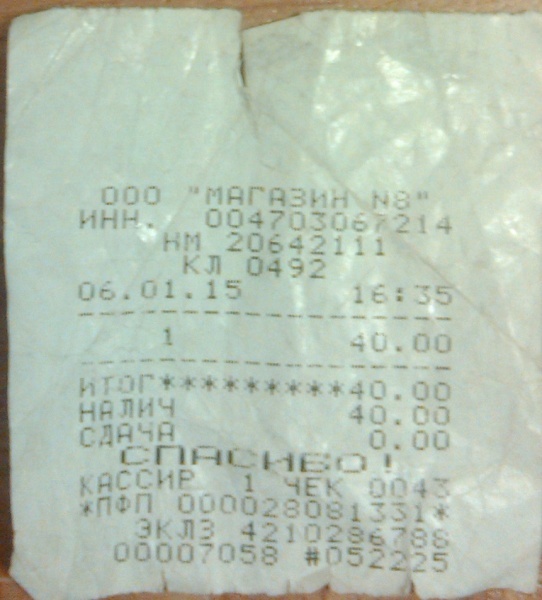 ООО "МАГАЗИН N8"
ИНН. 004703067214
НМ 20642111
КЛ 0492
06.01.15 16:35
1 40.00
ИТОГ*********40.00
НАЛИЧ 40.00
СДАЧА 0.00
СПАСИБО!
КАССИР 1 ЧЕК 0043
*ПФП 000028081331*
ЭКЛЗ 4210286788
00007058 #052225